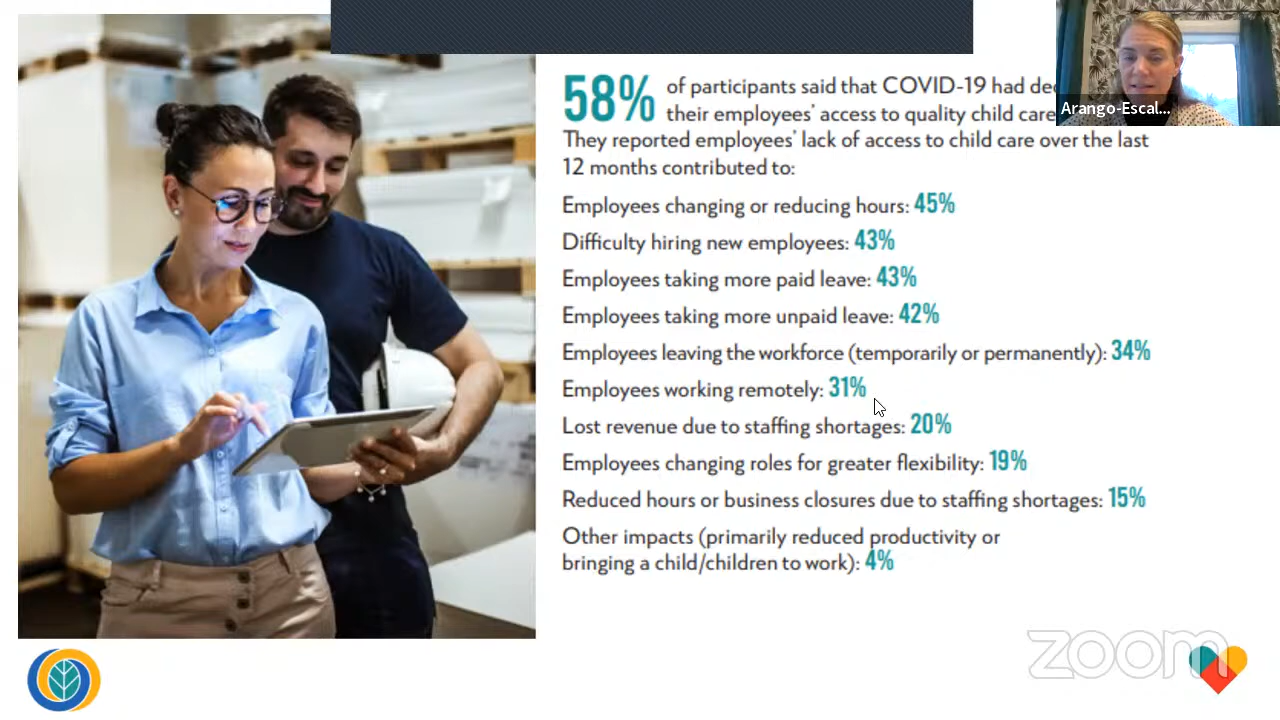 58% of participants said that COVID-19 had
their employees' access to quality child care
They reported employees' lack of access to child care over the last
12 months contributed to:
Employees changing or reducing hours: 45%
Difficulty hiring new employees: 43%
Employees taking more paid leave: 43%
Employees taking more unpaid leave: 42%
Employees leaving the workforce (temporarily or permanently): 34%
Employees working remotely: 31%
Lost revenue due to staffing shortages: 20%
Employees changing roles for greater flexibility: 19%
Reduced hours or business closures due to staffing shortages: 15%
Other impacts (primarily reduced productivity or
bringing a child/children to work): 4%
Arango-Escal...
zoom